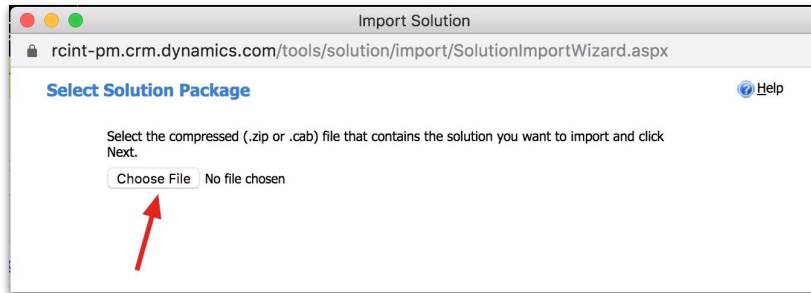 Import Solution
rcint-pm.crm.dynamics.com/tools/solution/import/SolutionImportWizard.aspx
Select Solution Package
Help
Select the compressed (.zip or .cab) file that contains the solution you want to import and click
Next.
Choose File No file chosen